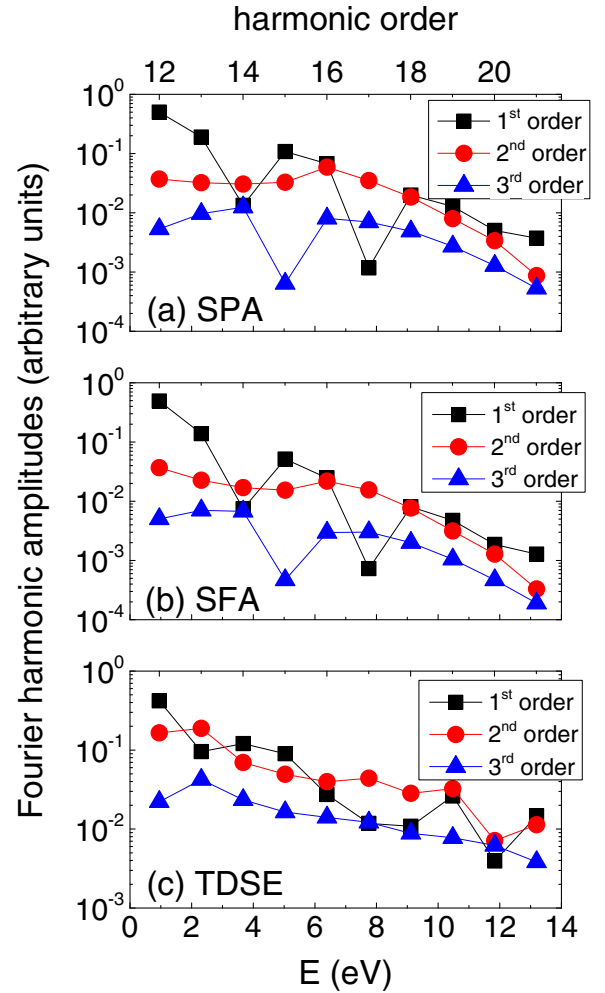 harmonic order
12 14 16 18 20
Fourier harmonic amplitudes (arbitrary units)
10^0
10^-1
10^-2
10^-3
10^-4
1st order
2nd order
3rd order
(a) SPA
10^0
10^-1
10^-2
10^-3
10^-4
1st order
2nd order
3rd order
(b) SFA
10^0
10^-1
10^-2
10^-3
1st order
2nd order
3rd order
(c) TDSE
0 2 4 6 8 10 12 14
E (eV)